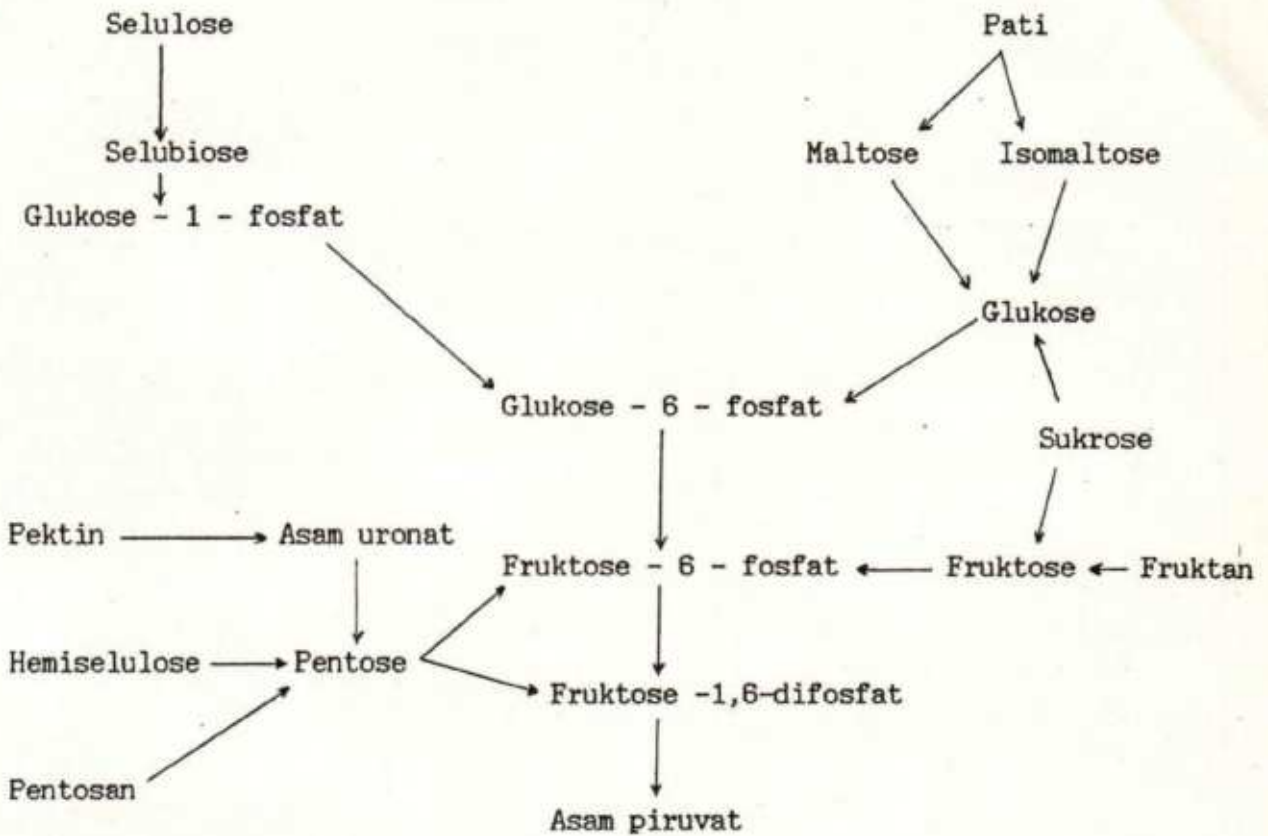 Selulose
Pati
Selubiose
Maltose
Isomaltose
Glukose - 1 - fosfat
Glukose
Glukose - 6 - fosfat
Sukrose
Pektin
Asam uronat
Fruktose - 6 - fosfat
Fruktose
Fruktan
Hemiselulose
Pentose
Fruktose -1,6-difosfat
Pentosan
Asam piruvat